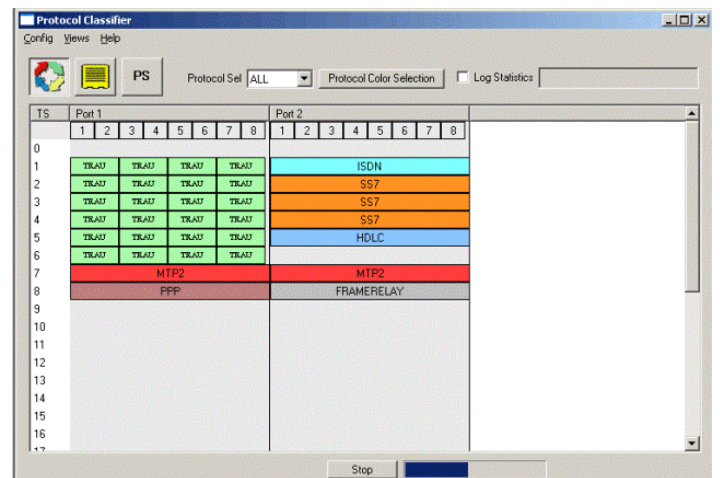 Protocol Classifier
Config Views Help
PS Protocol Sel ALL Protocol Color Selection Log Statistics
TS Port 1 Port 2
1 2 3 4 5 6 7 8 1 2 3 4 5 6 7 8
0
1 TRAU TRAU TRAU TRAU ISDN
2 TRAU TRAU TRAU TRAU SS7
3 TRAU TRAU TRAU TRAU SS7
4 TRAU TRAU TRAU TRAU SS7
5 TRAU TRAU TRAU TRAU HDLC
6 TRAU TRAU TRAU TRAU
7 MTP2 MTP2
8 PPP FRAMERELAY
9
10
11
12
13
14
15
16
17
Stop